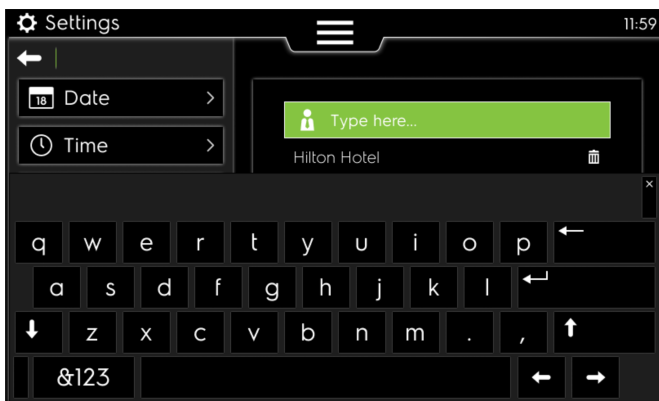 Settings
11:59
18 Date
Time
Type here...
Hilton Hotel
×
q w e r t y u i o p
a s d f g h j k l
z x c v b n m . ,
&123